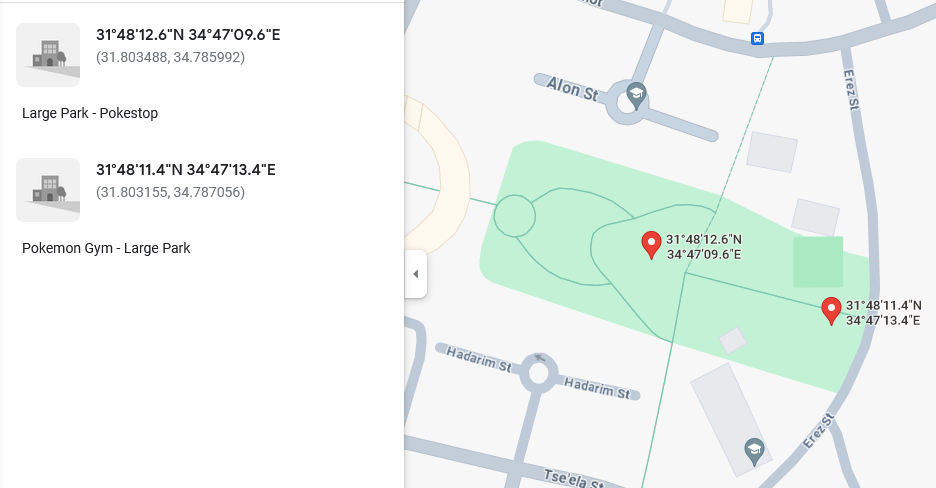 31°48'12.6"N 34°47'09.6"E
(31.803488, 34.785992)
Large Park - Pokestop
31°48'11.4"N 34°47'13.4"E
(31.803155, 34.787056)
Pokemon Gym - Large Park
Alon St
Erez St
31°48'12.6"N
34°47'09.6"E
31°48'11.4"N
34°47'13.4"E
Hadarim St
Hadarim St
Erez St
Tse'ela St